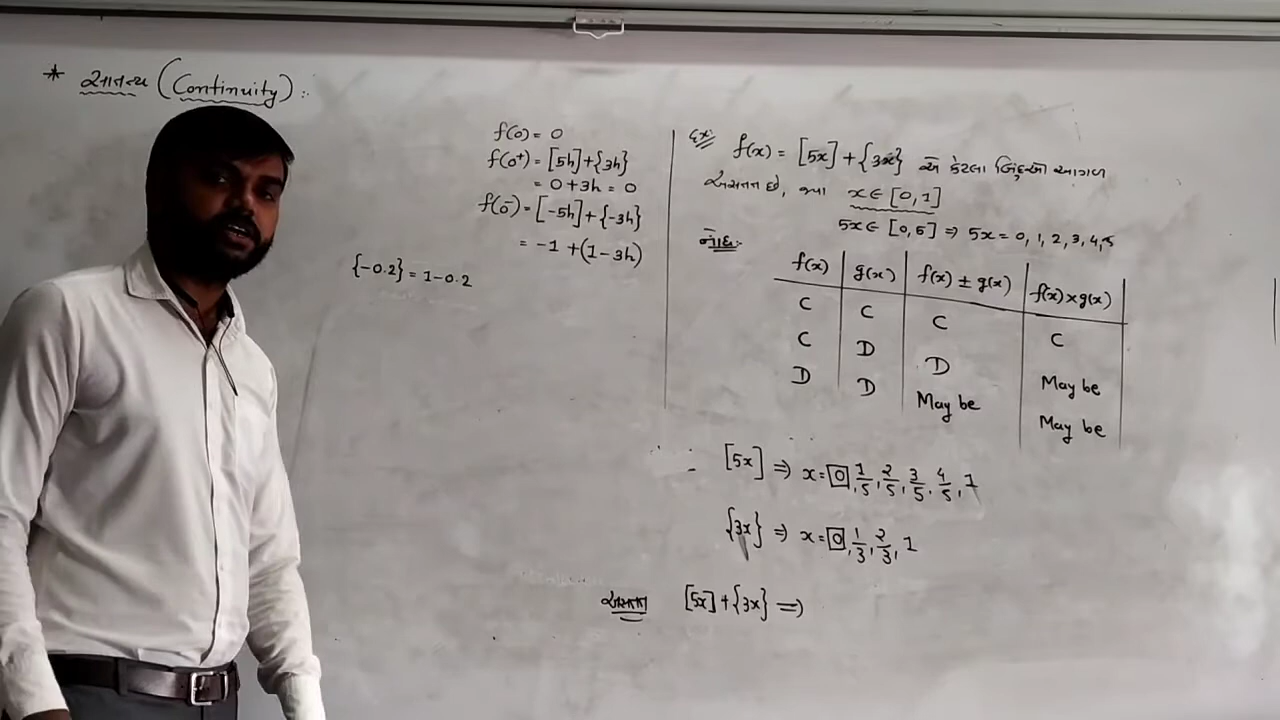 * સાતત્ય (Continuity) :
f(0) = 0
f(0⁺) = [5h] + {3h}
= 0 + 3h = 0
f(0⁻) = [-5h] + {-3h}
= -1 + (1-3h)
{-0.2} = 1-0.2
Ex: f(x) = [5x] + {3x} એ કેટલા બિંદુઓ આગળ
અસતત છે, જ્યાં x∈[0,1]
5x∈[0,5] ⇒ 5x = 0, 1, 2, 3, 4, 5
નોંધ:
f(x) g(x) f(x) ± g(x) f(x) × g(x)
C C C C
C D D May be
D D May be May be
∴ [5x] ⇒ x = 0, 1/5, 2/5, 3/5, 4/5, 1
{3x} ⇒ x = 0, 1/3, 2/3, 1
અસતત [5x] + {3x} ⇒